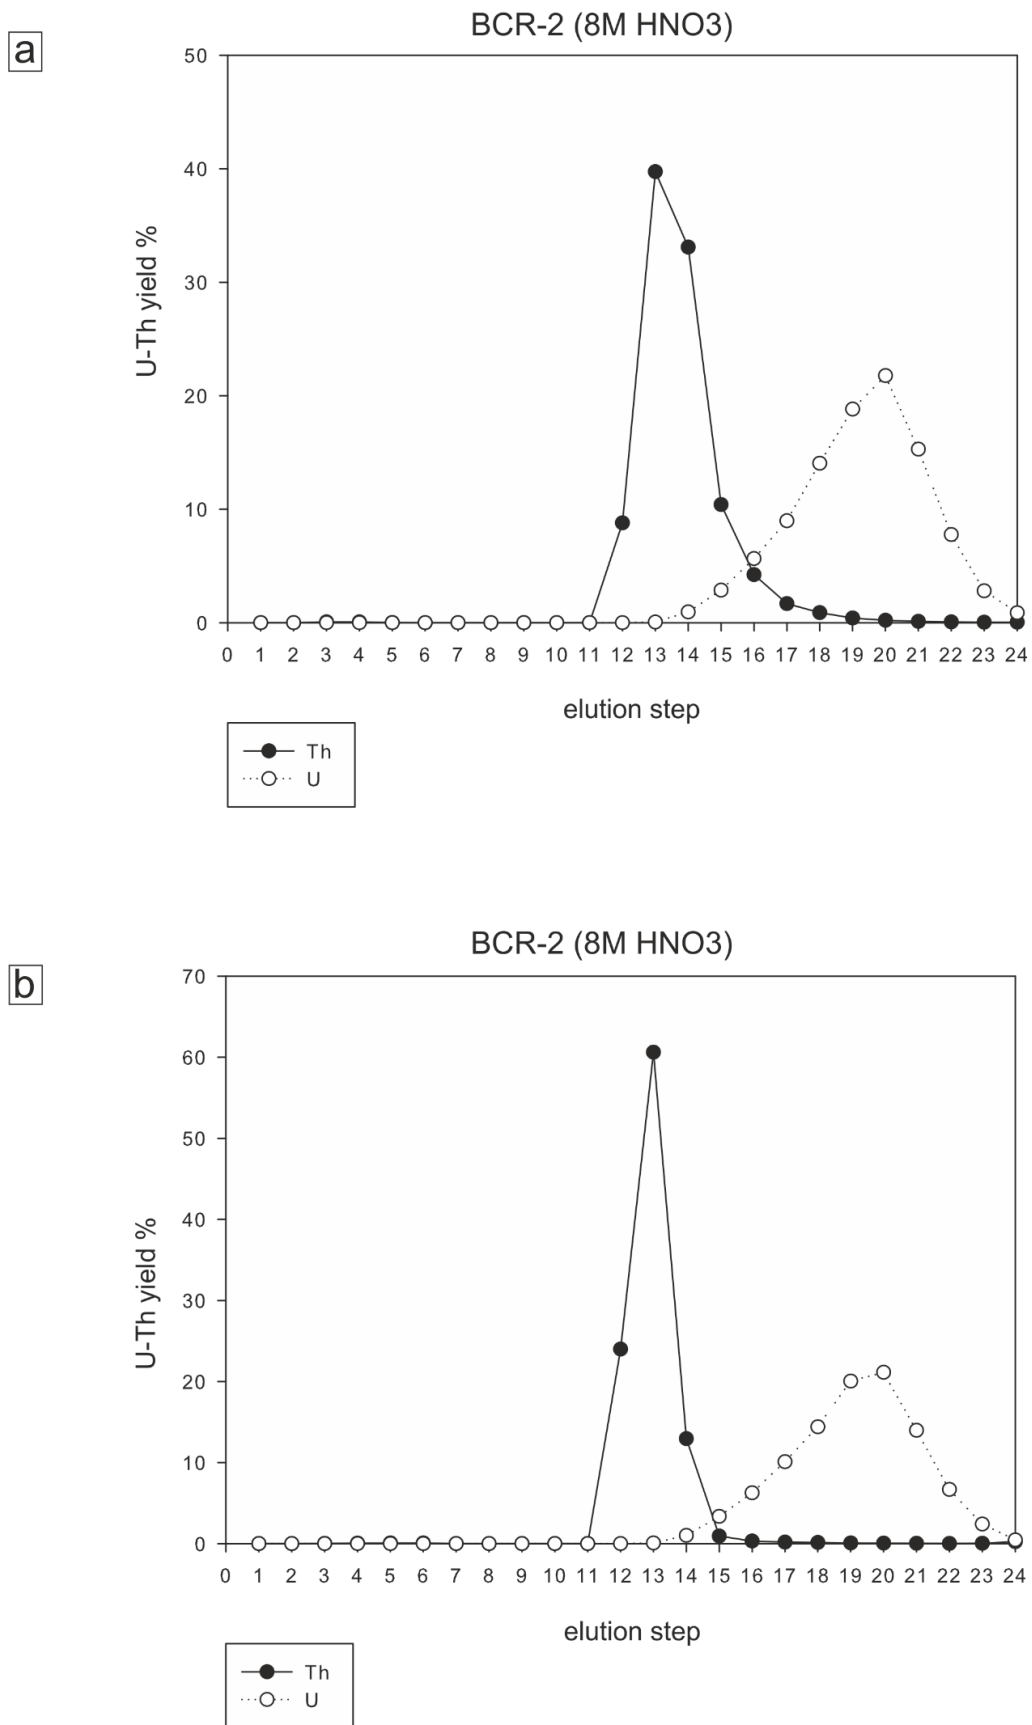 a
BCR-2 (8M HNO3)
U-Th yield %
50
40
30
20
10
0
0 1 2 3 4 5 6 7 8 9 10 11 12 13 14 15 16 17 18 19 20 21 22 23 24
elution step
Th
U
b
BCR-2 (8M HNO3)
U-Th yield %
70
60
50
40
30
20
10
0
0 1 2 3 4 5 6 7 8 9 10 11 12 13 14 15 16 17 18 19 20 21 22 23 24
elution step
Th
U